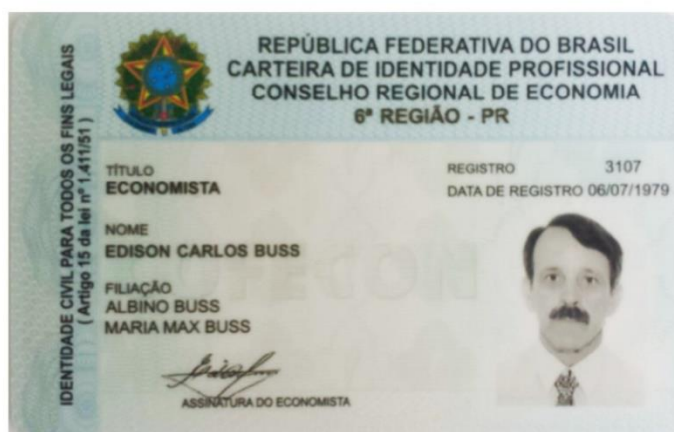 REPÚBLICA FEDERATIVA DO BRASIL
CARTEIRA DE IDENTIDADE PROFISSIONAL
CONSELHO REGIONAL DE ECONOMIA
6ª REGIÃO - PR
IDENTIDADE CIVIL PARA TODOS OS FINS LEGAIS
( Artigo 15 da lei nº 1.411/51 )
TÍTULO
ECONOMISTA
REGISTRO 3107
DATA DE REGISTRO 06/07/1979
NOME
EDISON CARLOS BUSS
FILIAÇÃO
ALBINO BUSS
MARIA MAX BUSS
ASSINATURA DO ECONOMISTA